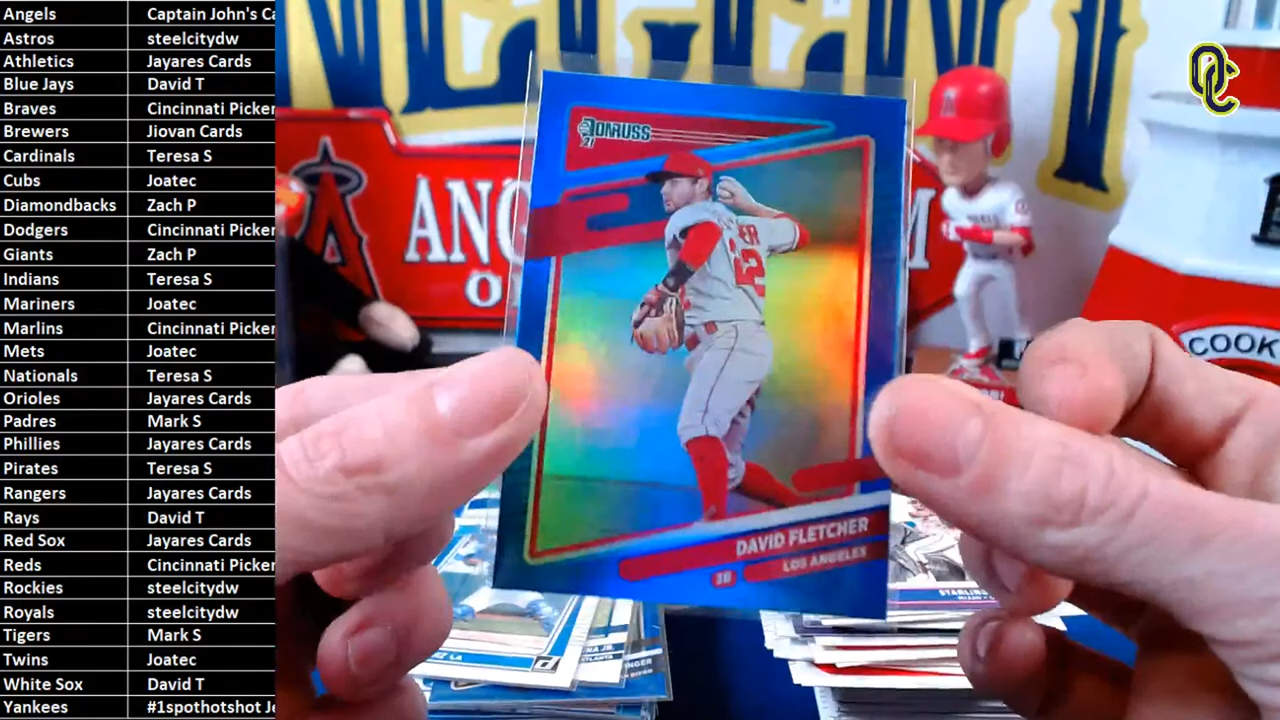 Angels Captain John's Ca
Astros steelcitydw
Athletics Jayares Cards
Blue Jays David T
Braves Cincinnati Picker
Brewers Jiovan Cards
Cardinals Teresa S
Cubs Joatec
Diamondbacks Zach P
Dodgers Cincinnati Picker
Giants Zach P
Indians Teresa S
Mariners Joatec
Marlins Cincinnati Picker
Mets Joatec
Nationals Teresa S
Orioles Jayares Cards
Padres Mark S
Phillies Jayares Cards
Pirates Teresa S
Rangers Jayares Cards
Rays David T
Red Sox Jayares Cards
Reds Cincinnati Picker
Rockies steelcitydw
Royals steelcitydw
Tigers Mark S
Twins Joatec
White Sox David T
Yankees #1spothotshot Je
OC
DONRUSS
21
DAVID FLETCHER
3B LOS ANGELES
ANG
O
M
COOK
STARLIN